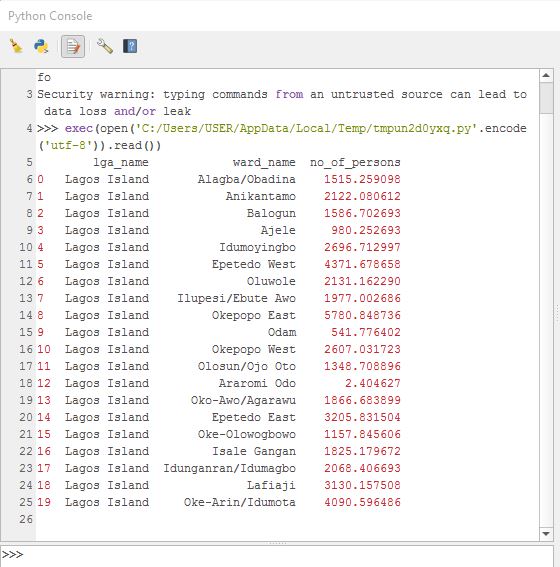 Python Console
fo
3 Security warning: typing commands from an untrusted source can lead to
data loss and/or leak
4 >>> exec(open('C:/Users/USER/AppData/Local/Temp/tmpun2d0yxq.py'.encode
('utf-8')).read())
5 lga_name ward_name no_of_persons
6 0 Lagos Island Alagba/Obadina 1515.259098
7 1 Lagos Island Anikantamo 2122.080612
8 2 Lagos Island Balogun 1586.702693
9 3 Lagos Island Ajele 980.252693
10 4 Lagos Island Idumoyingbo 2696.712997
11 5 Lagos Island Epetedo West 4371.678658
12 6 Lagos Island Oluwole 2131.162290
13 7 Lagos Island Ilupesi/Ebute Awo 1977.002686
14 8 Lagos Island Okepopo East 5780.848736
15 9 Lagos Island Odam 541.776402
16 10 Lagos Island Okepopo West 2607.031723
17 11 Lagos Island Olosun/Ojo Oto 1348.708896
18 12 Lagos Island Araromi Odo 2.404627
19 13 Lagos Island Oko-Awo/Agarawu 1866.683899
20 14 Lagos Island Epetedo East 3205.831504
21 15 Lagos Island Oke-Olowogbowo 1157.845606
22 16 Lagos Island Isale Gangan 1825.179672
23 17 Lagos Island Idunganran/Idumagbo 2068.406693
24 18 Lagos Island Lafiaji 3130.157508
25 19 Lagos Island Oke-Arin/Idumota 4090.596486
26
>>>